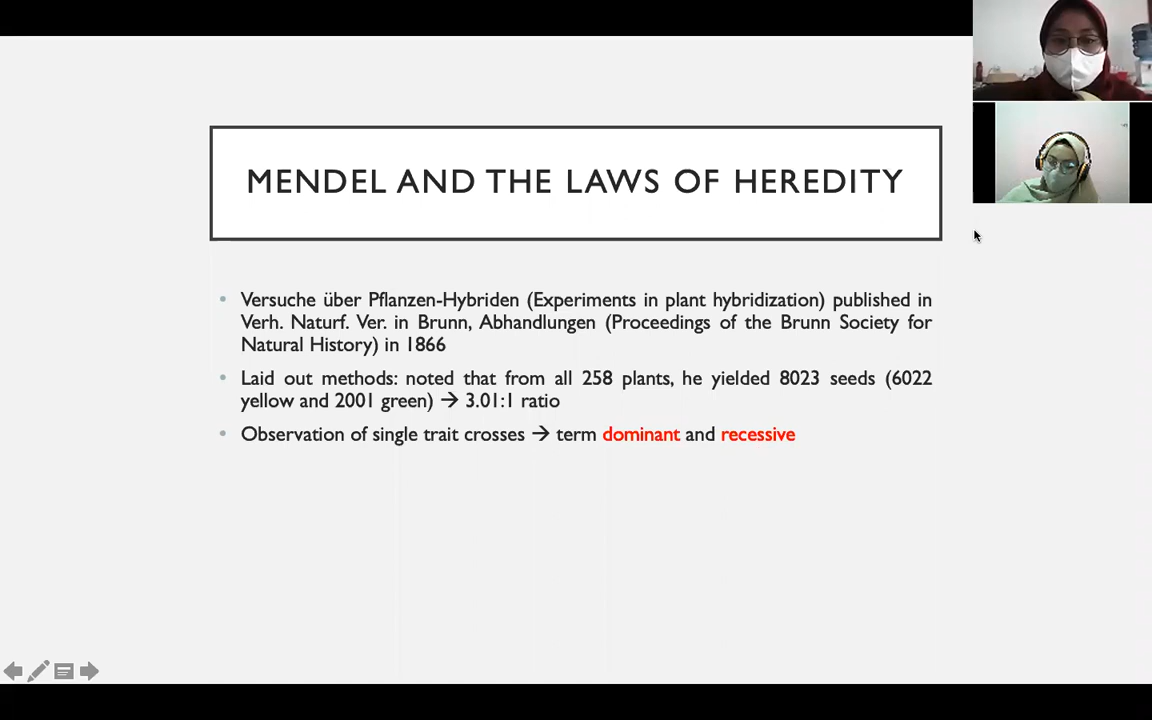 MENDEL AND THE LAWS OF HEREDITY
• Versuche über Pflanzen-Hybriden (Experiments in plant hybridization) published in
Verh. Naturf. Ver. in Brunn, Abhandlungen (Proceedings of the Brunn Society for
Natural History) in 1866
• Laid out methods: noted that from all 258 plants, he yielded 8023 seeds (6022
yellow and 2001 green) → 3.01:1 ratio
• Observation of single trait crosses → term dominant and recessive